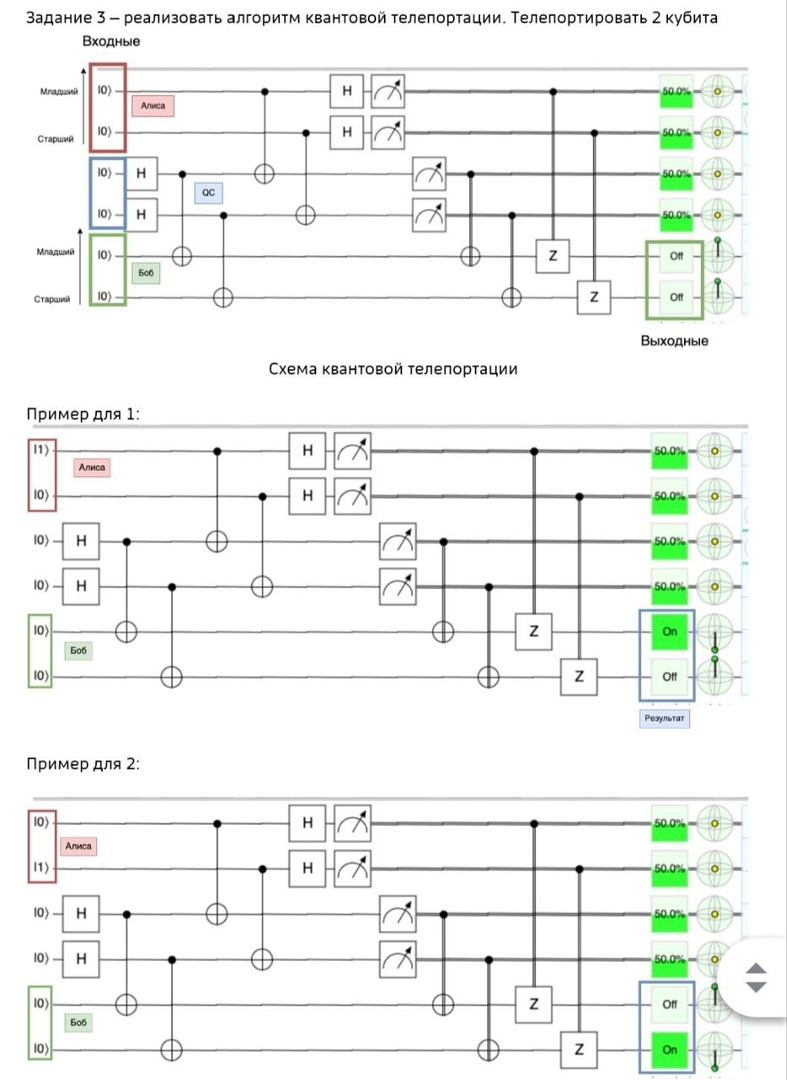 Задание 3 – реализовать алгоритм квантовой телепортации. Телепортировать 2 кубита
Входные
Младший |0⟩ H 50.0%
Алиса
Старший |0⟩ H 50.0%
|0⟩ H 50.0%
QC
|0⟩ H 50.0%
Младший |0⟩ Z Off
Боб
Старший |0⟩ Z Off
Выходные
Схема квантовой телепортации
Пример для 1:
|1⟩ H 50.0%
Алиса
|0⟩ H 50.0%
|0⟩ H 50.0%
|0⟩ H 50.0%
|0⟩ Z On
Боб
|0⟩ Z Off
Результат
Пример для 2:
|0⟩ H 50.0%
Алиса
|1⟩ H 50.0%
|0⟩ H 50.0%
|0⟩ H 50.0%
|0⟩ Z Off
Боб
|0⟩ Z On